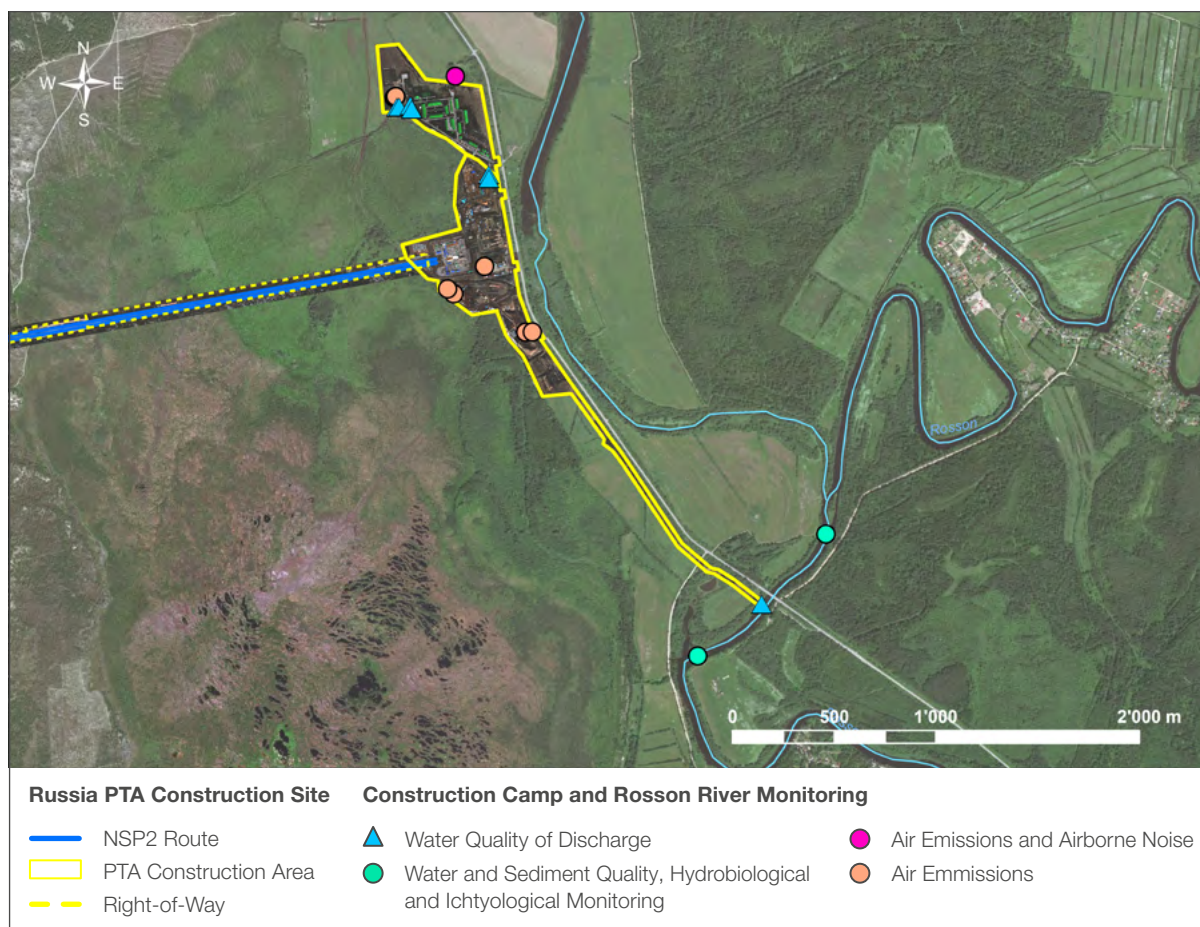 N
W E
S
Rosson
0 500 1'000 2'000 m
Russia PTA Construction Site
NSP2 Route
PTA Construction Area
Right-of-Way
Construction Camp and Rosson River Monitoring
Water Quality of Discharge
Water and Sediment Quality, Hydrobiological
and Ichtyological Monitoring
Air Emissions and Airborne Noise
Air Emmissions